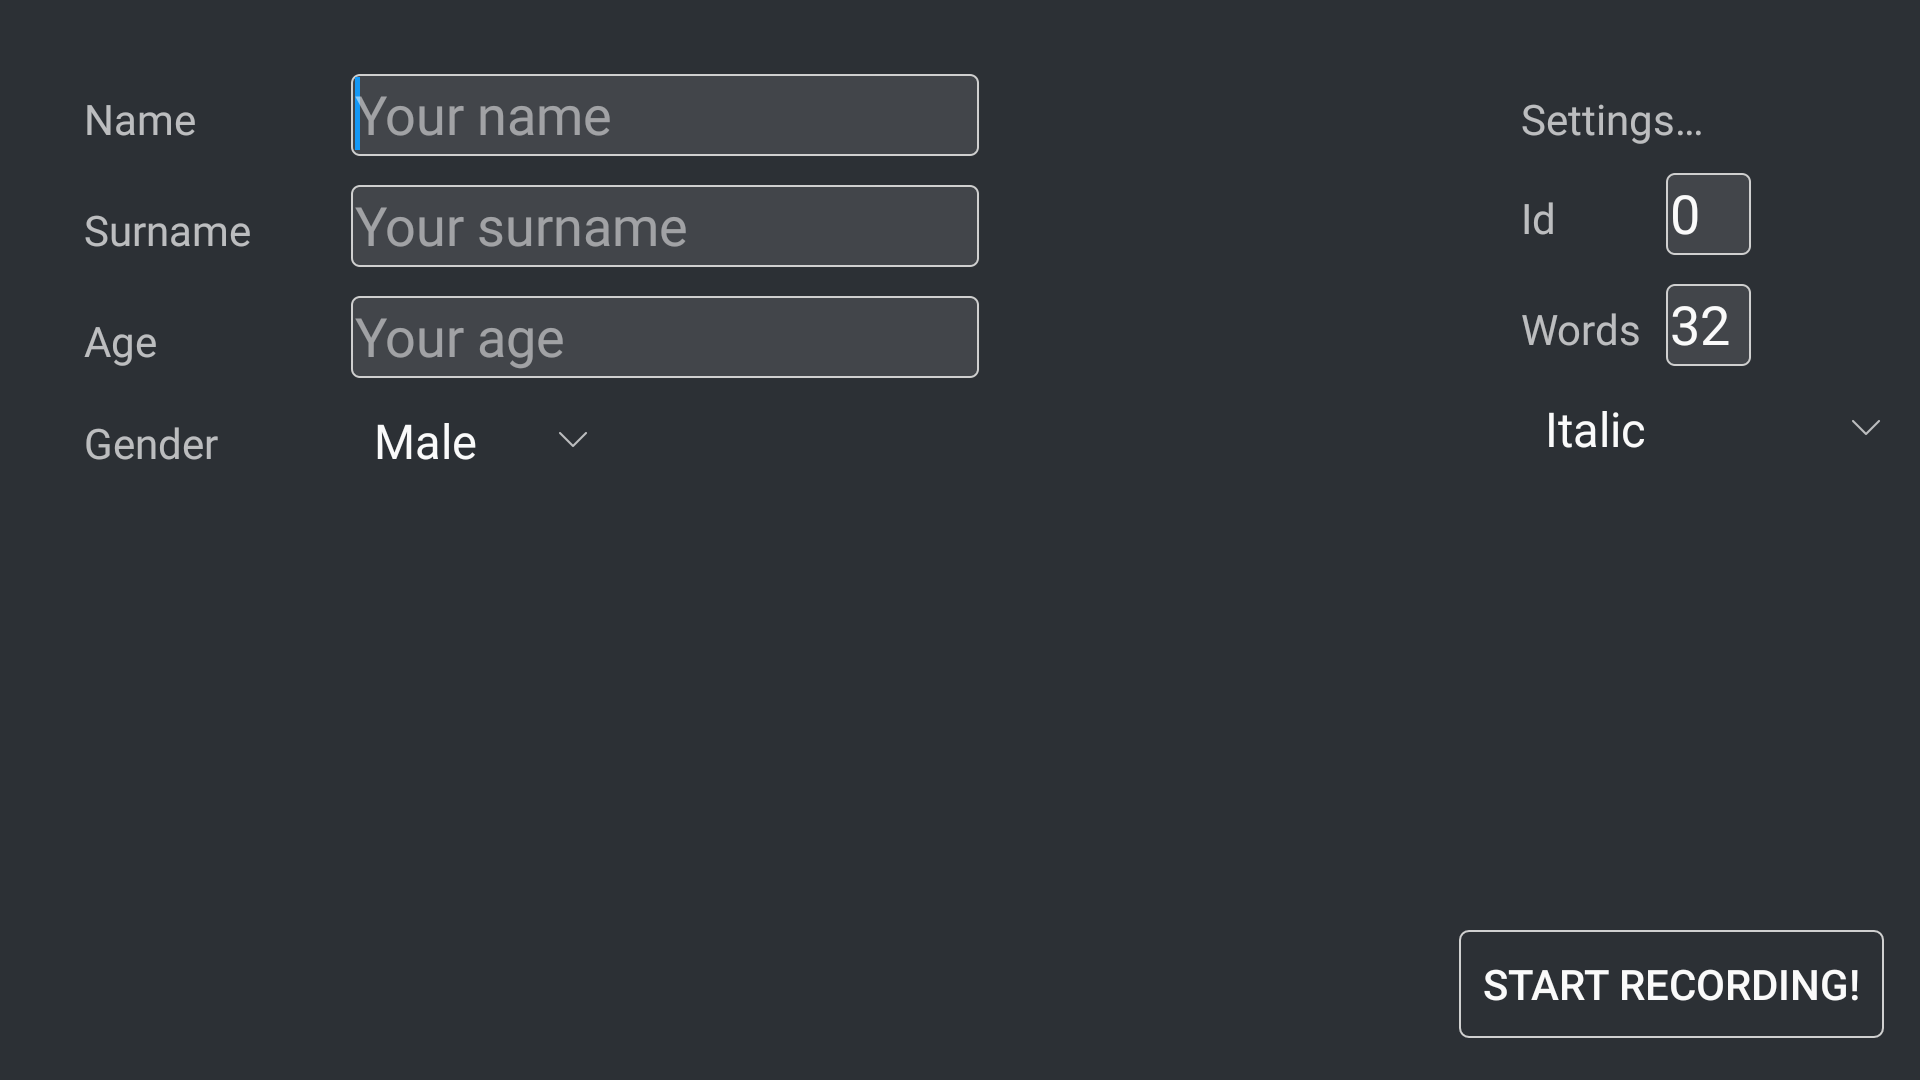 Name
Your name
Surname
Your surname
Age
Your age
Gender
Male
Settings...
Id
0
Words
32
Italic
START RECORDING!